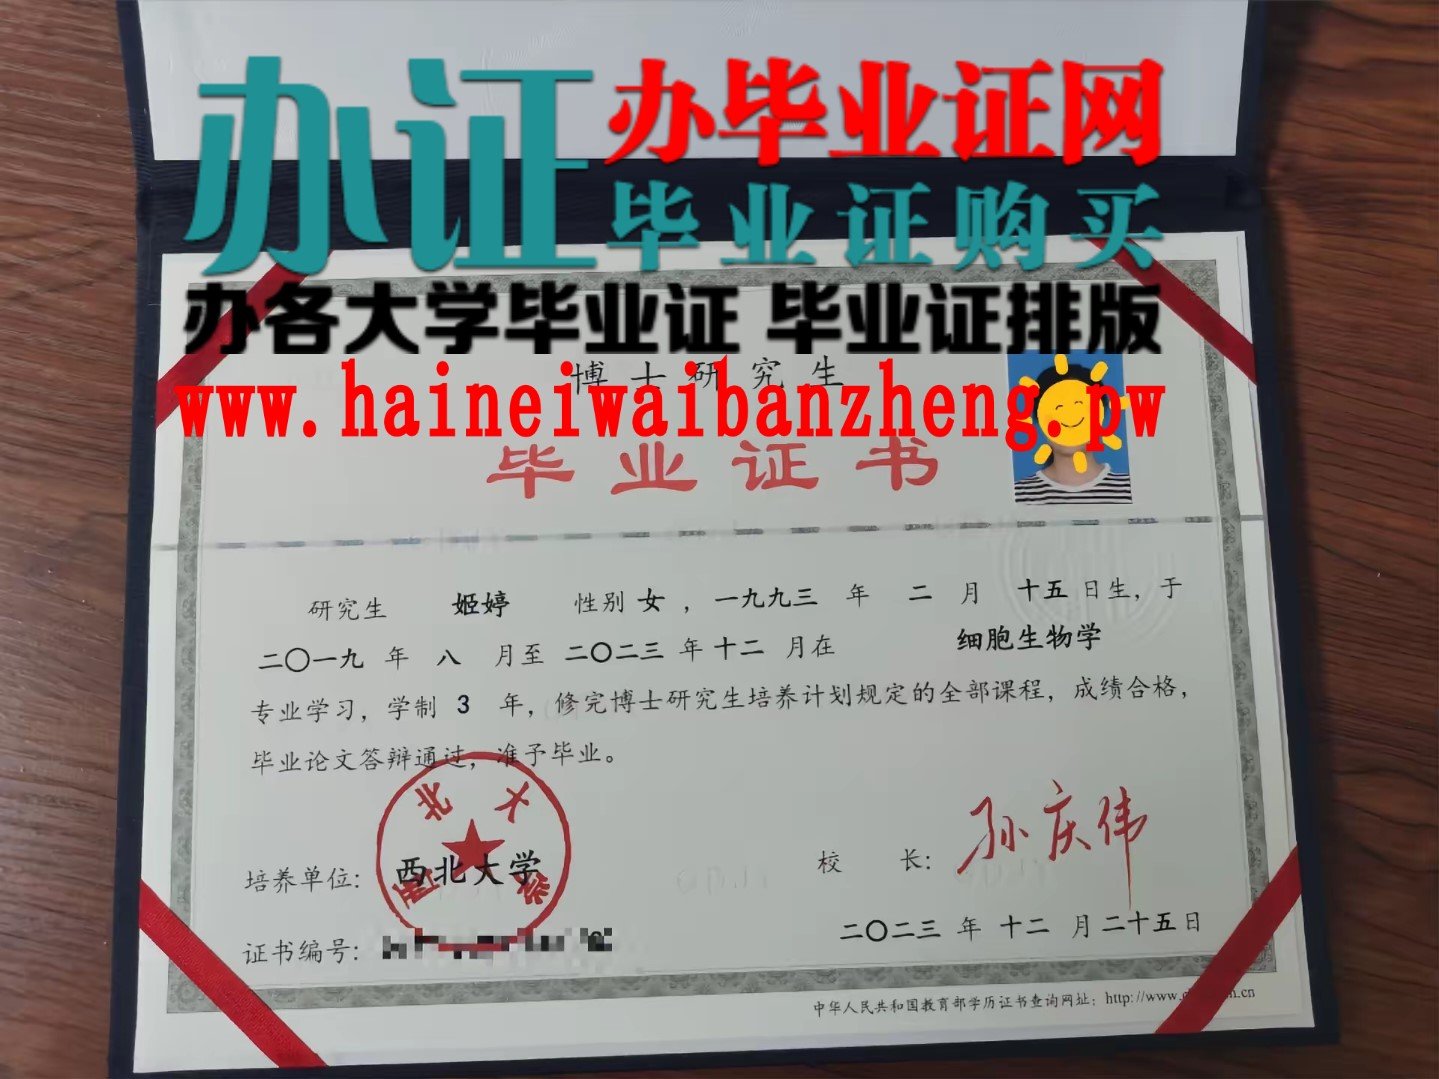 办证
办毕业证网
毕业证购买
办各大学毕业证 毕业证排版
www.haineiwaibanzheng.pw
博士研究生
毕业证书
研究生 姬婷 性别 女 ，一九九三 年 二 月 十五 日生，于
二〇一九 年 八 月至 二〇二三 年 十二 月在 细胞生物学
专业学习，学制 3 年，修完博士研究生培养计划规定的全部课程，成绩合格，
毕业论文答辩通过，准予毕业。
西北大学
培养单位： 西北大学
校 长： 孙庆伟
证书编号：
二〇二三 年 十二 月 二十五 日
中华人民共和国教育部学历证书查询网址：http://www.